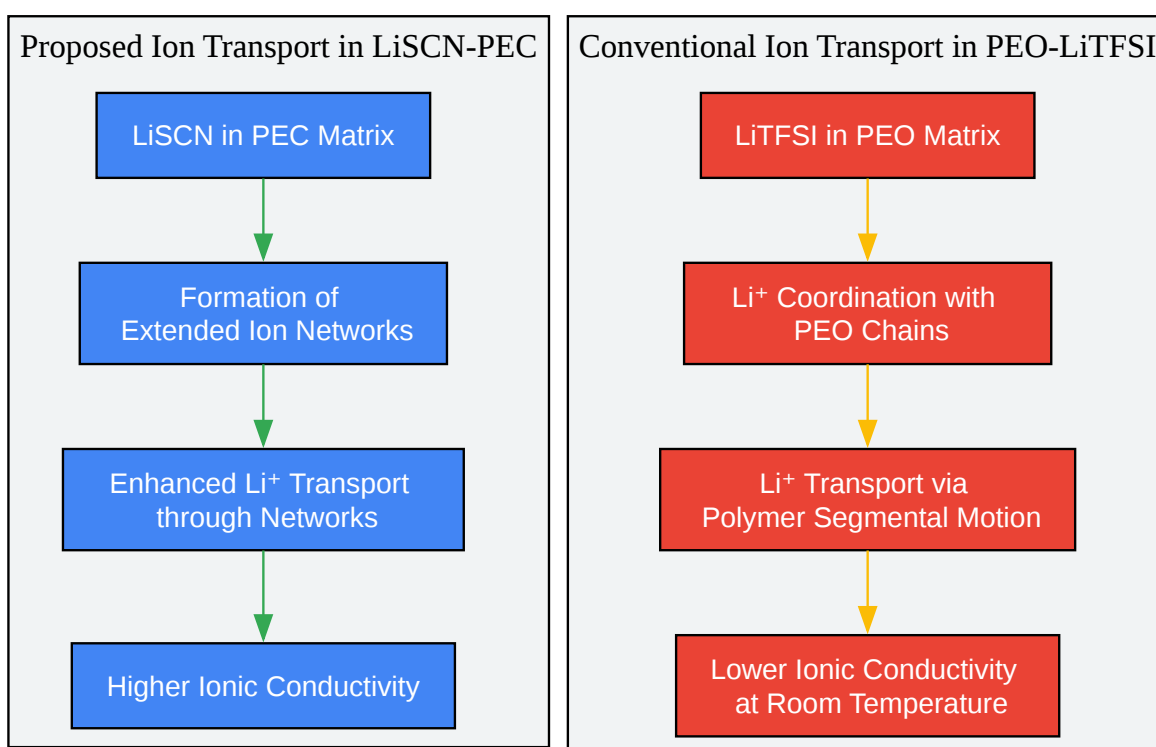 Proposed Ion Transport in LiSCN-PEC
LiSCN in PEC Matrix
Formation of
Extended Ion Networks
Enhanced Li⁺ Transport
through Networks
Higher Ionic Conductivity
Conventional Ion Transport in PEO-LiTFSI
LiTFSI in PEO Matrix
Li⁺ Coordination with
PEO Chains
Li⁺ Transport via
Polymer Segmental Motion
Lower Ionic Conductivity
at Room Temperature